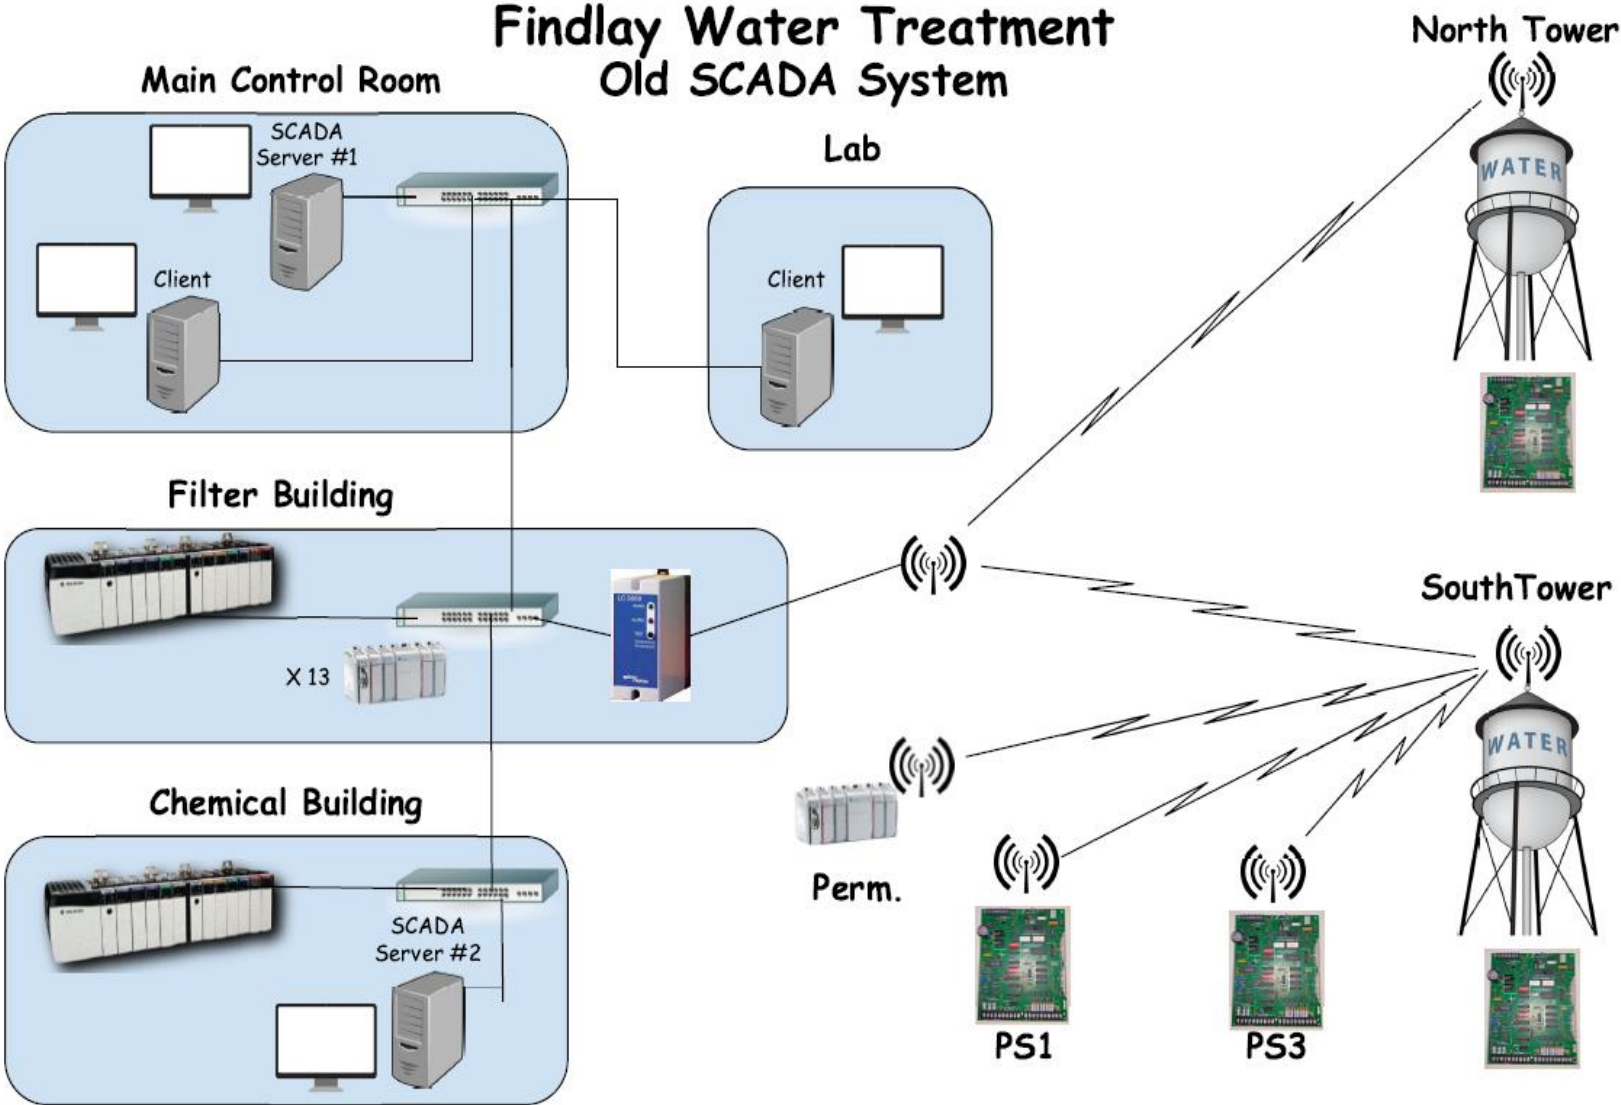 Findlay Water Treatment
Old SCADA System
North Tower
Main Control Room
SCADA
Server #1
Client
Lab
Client
WATER
Filter Building
X 13
SouthTower
WATER
Chemical Building
SCADA
Server #2
Perm.
PS1
PS3